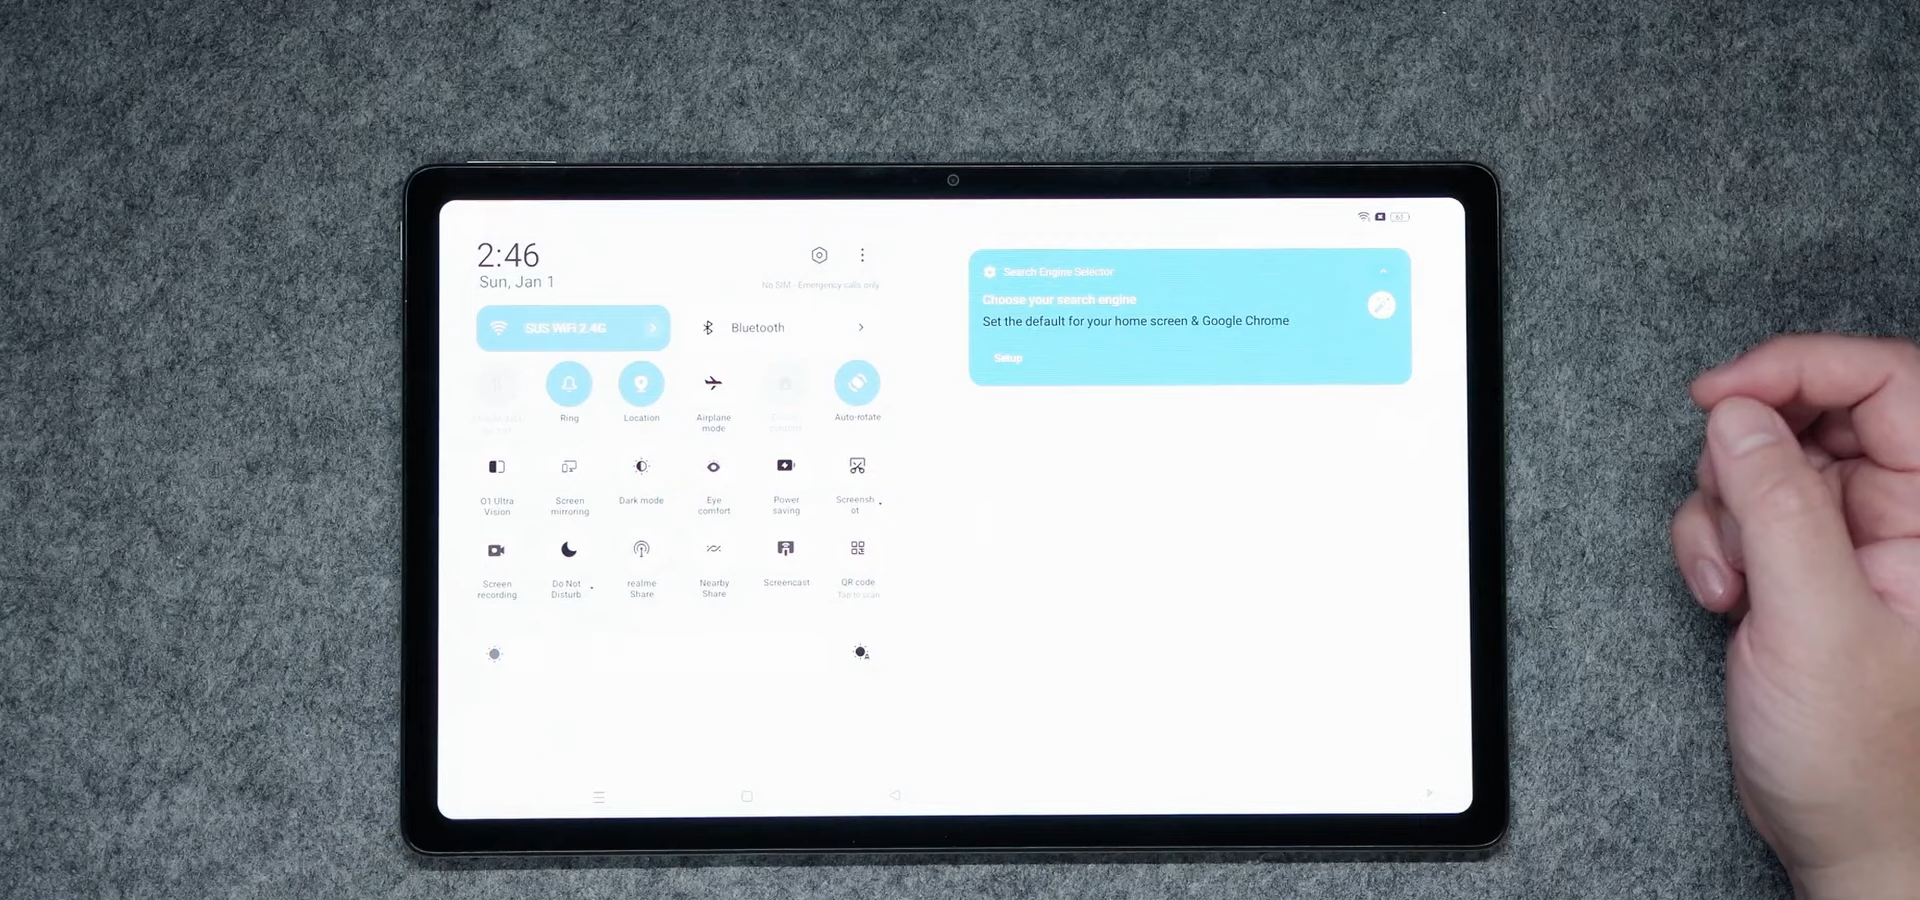 2:46
Sun, Jan 1
No SIM - Emergency calls only
SUS WiFi 2.4G
Bluetooth
Ring
Location
Airplane
mode
Auto-rotate
O1 Ultra
Vision
Screen
mirroring
Dark mode
Eye
comfort
Power
saving
Screensh
ot
Screen
recording
Do Not
Disturb
realme
Share
Nearby
Share
Screencast
QR code
Tap to scan
Search Engine Selector
Choose your search engine
Set the default for your home screen & Google Chrome
Setup